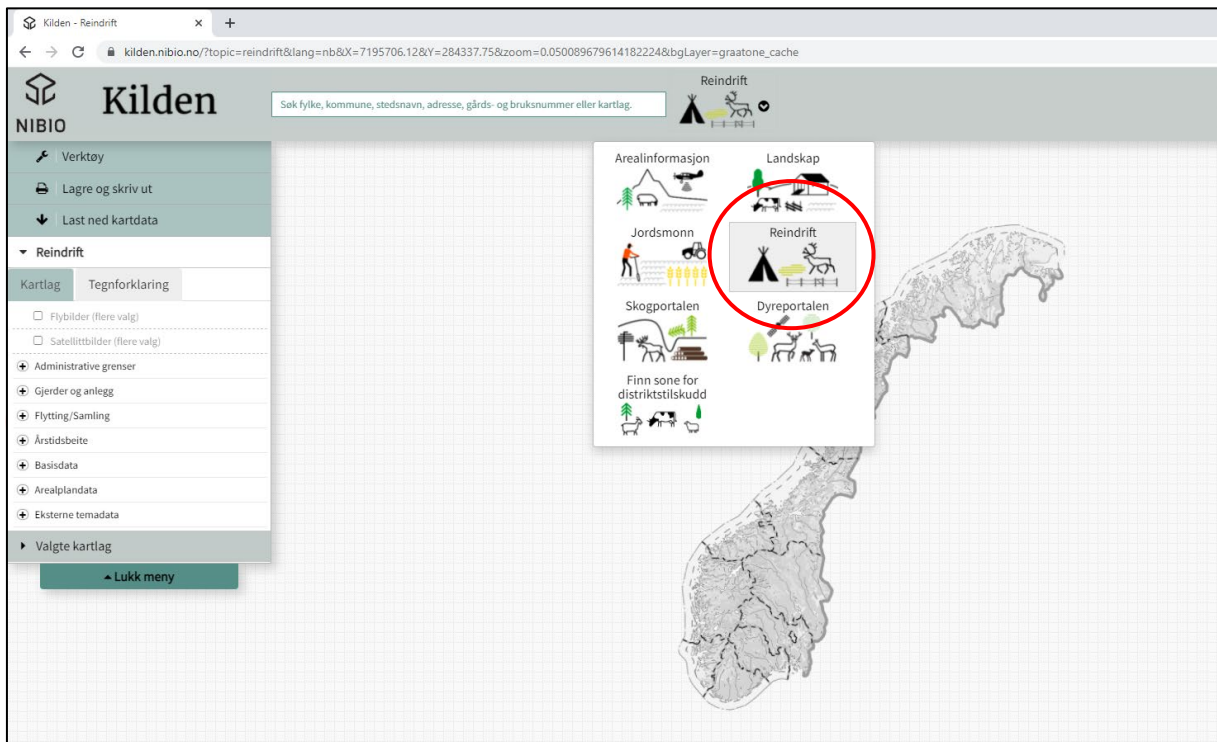 Kilden - Reindrift
kilden.nibio.no/?topic=reindrift&lang=nb&X=7195706.12&Y=284337.75&zoom=0.050089679614182224&bgLayer=graatone_cache
NIBIO
Kilden
Søk fylke, kommune, stedsnavn, adresse, gårds- og bruksnummer eller kartlag.
Reindrift
Verktøy
Lagre og skriv ut
Last ned kartdata
Reindrift
Kartlag Tegnforklaring
Flybilder (flere valg)
Satellittbilder (flere valg)
Administrative grenser
Gjerder og anlegg
Flytting/Samling
Årstidsbeite
Basisdata
Arealplandata
Eksterne temadata
Valgte kartlag
Lukk meny
Arealinformasjon Landskap
Jordsmonn Reindrift
Skogportalen Dyreportalen
Finn sone for
distriktstilskudd